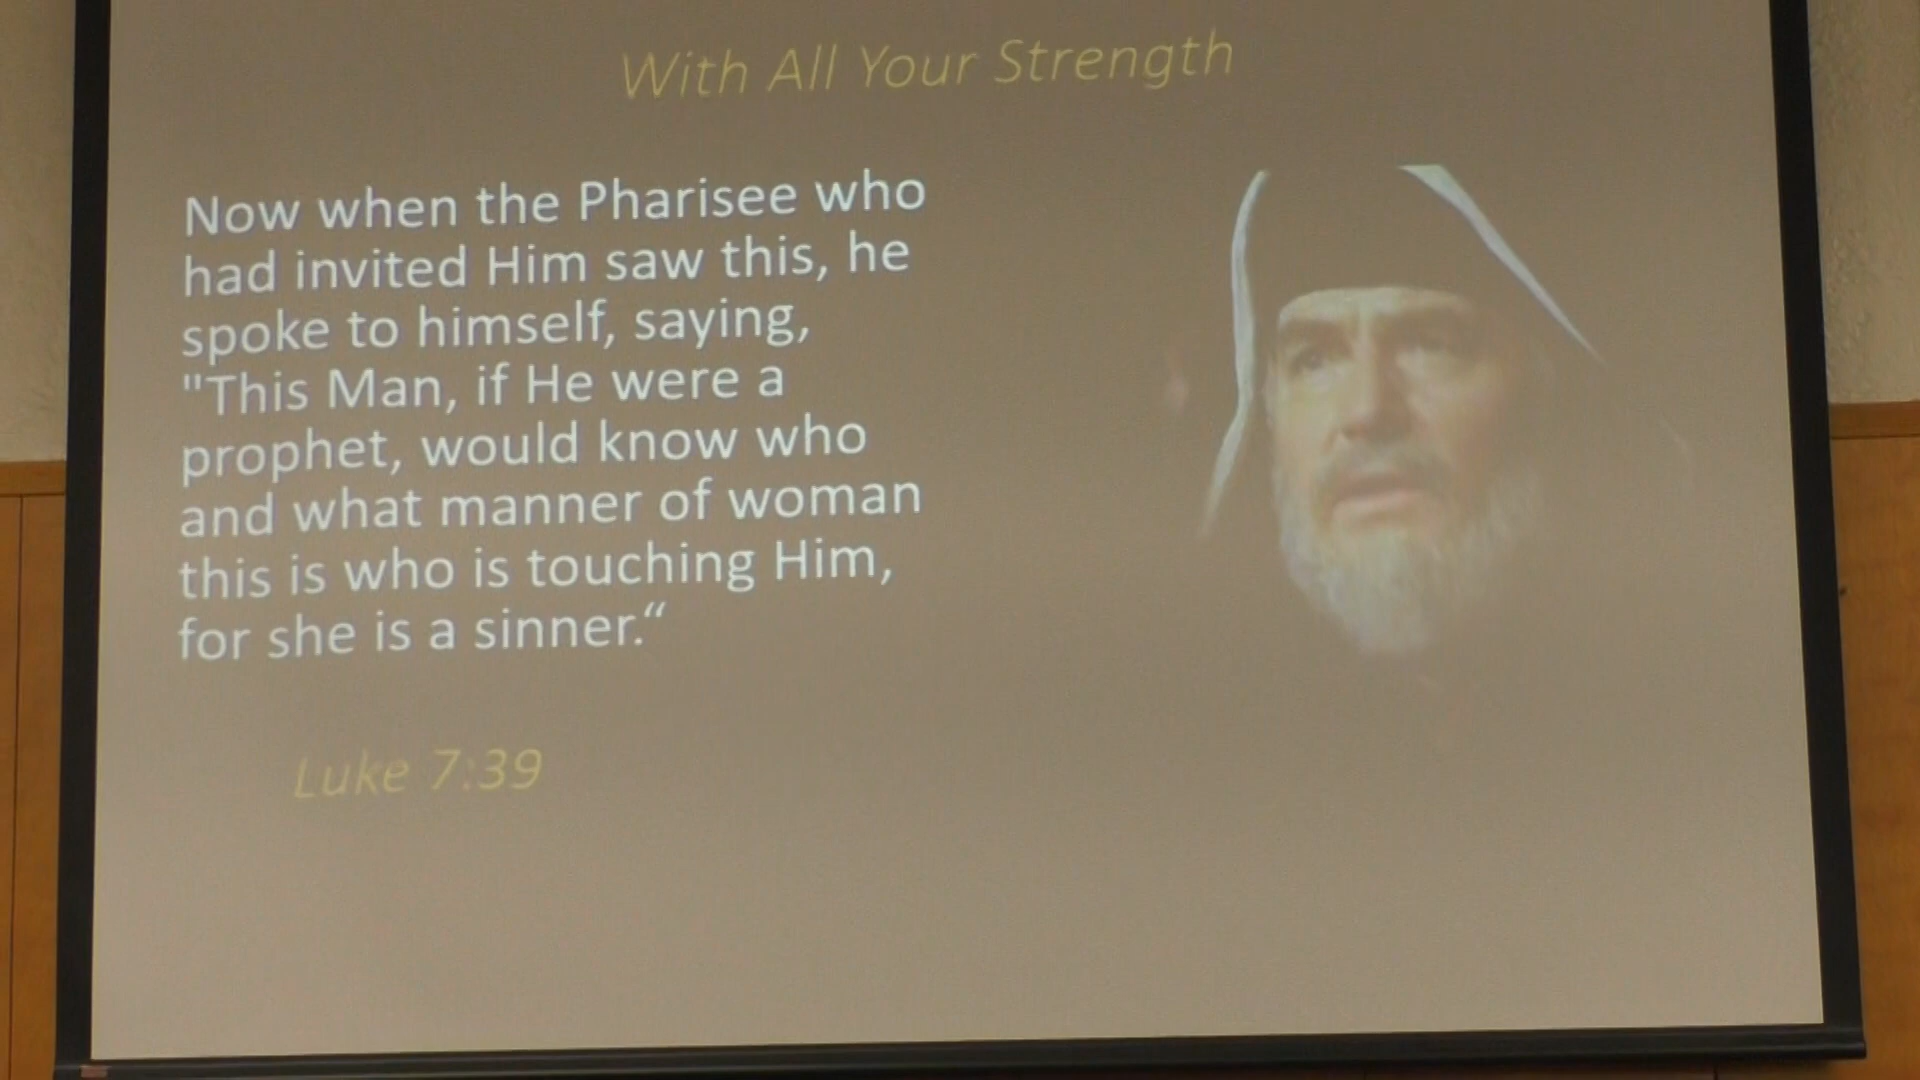 With All Your Strength
Now when the Pharisee who
had invited Him saw this, he
spoke to himself, saying,
"This Man, if He were a
prophet, would know who
and what manner of woman
this is who is touching Him,
for she is a sinner.“
Luke 7:39